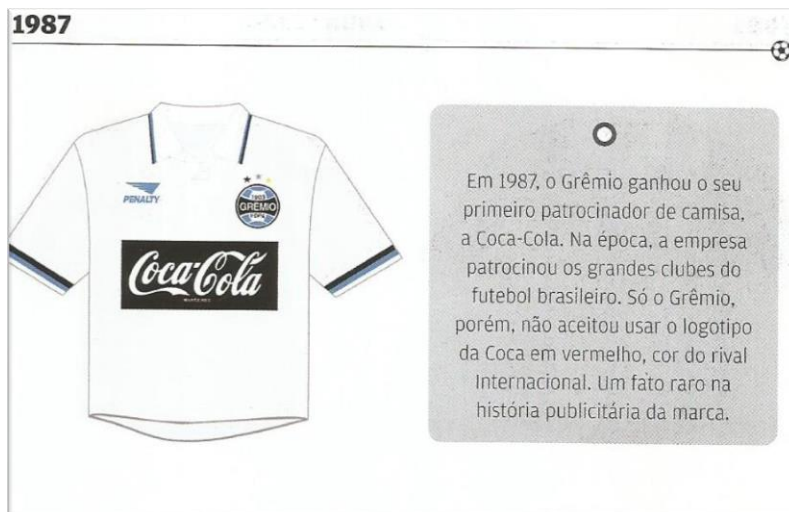 1987
PENALTY
1903
GRÊMIO
FBPA
Coca-Cola
Em 1987, o Grêmio ganhou o seu
primeiro patrocinador de camisa,
a Coca-Cola. Na época, a empresa
patrocinou os grandes clubes do
futebol brasileiro. Só o Grêmio,
porém, não aceitou usar o logotipo
da Coca em vermelho, cor do rival
Internacional. Um fato raro na
história publicitária da marca.